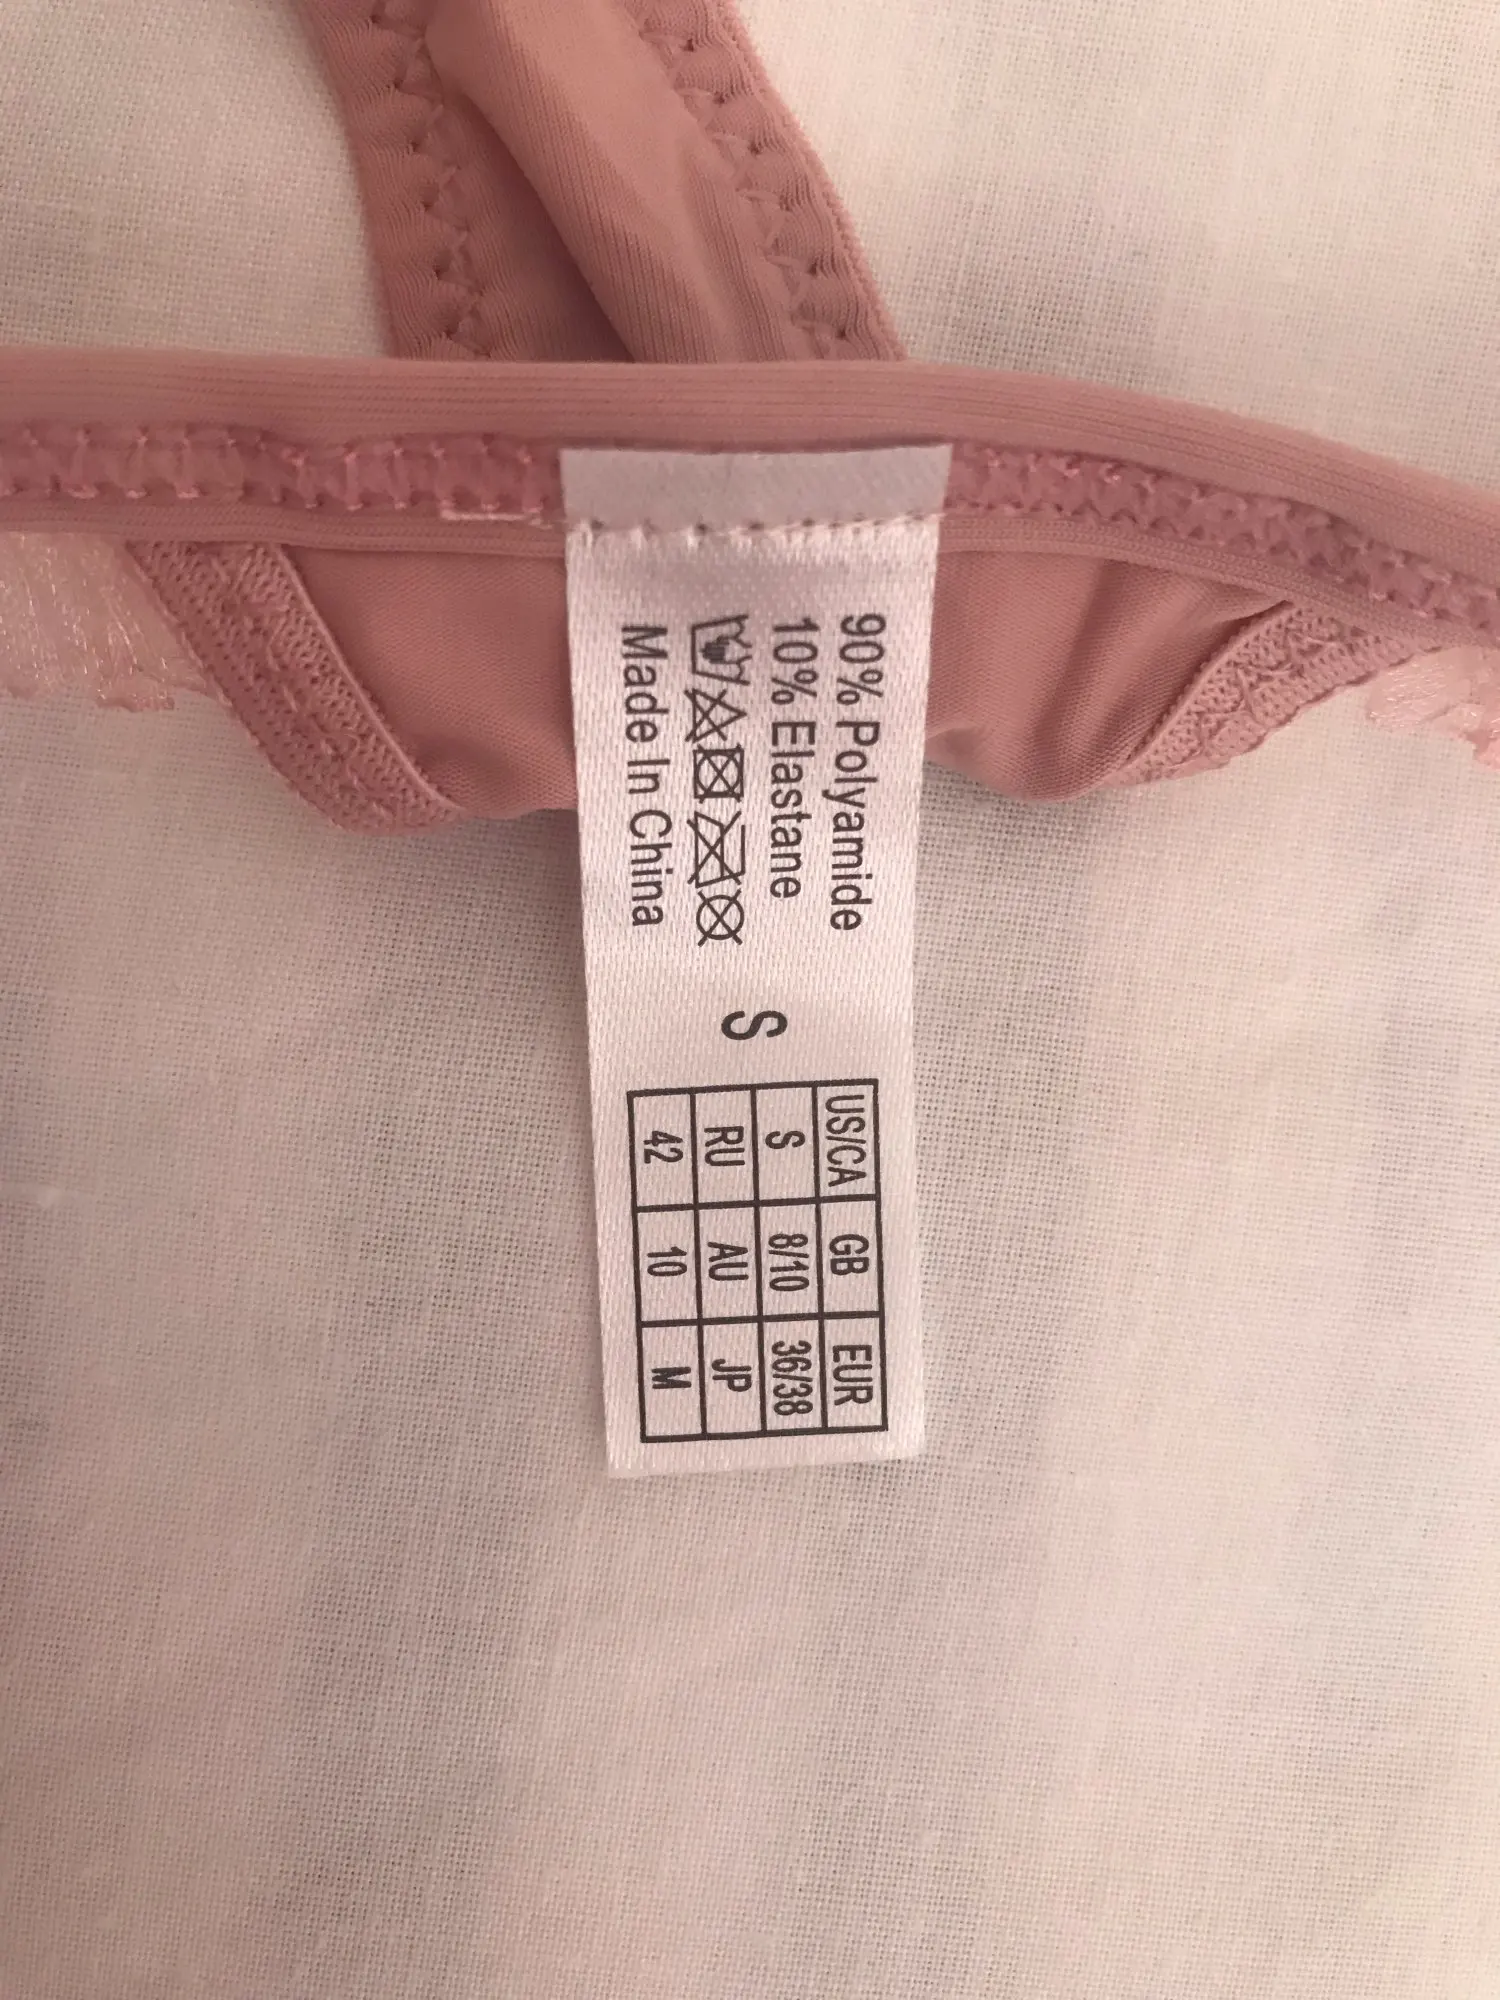 90% Polyamide
10% Elastane
Made In China
S
US/CA GB EUR
S 8/10 36/38
RU AU JP
42 10 M